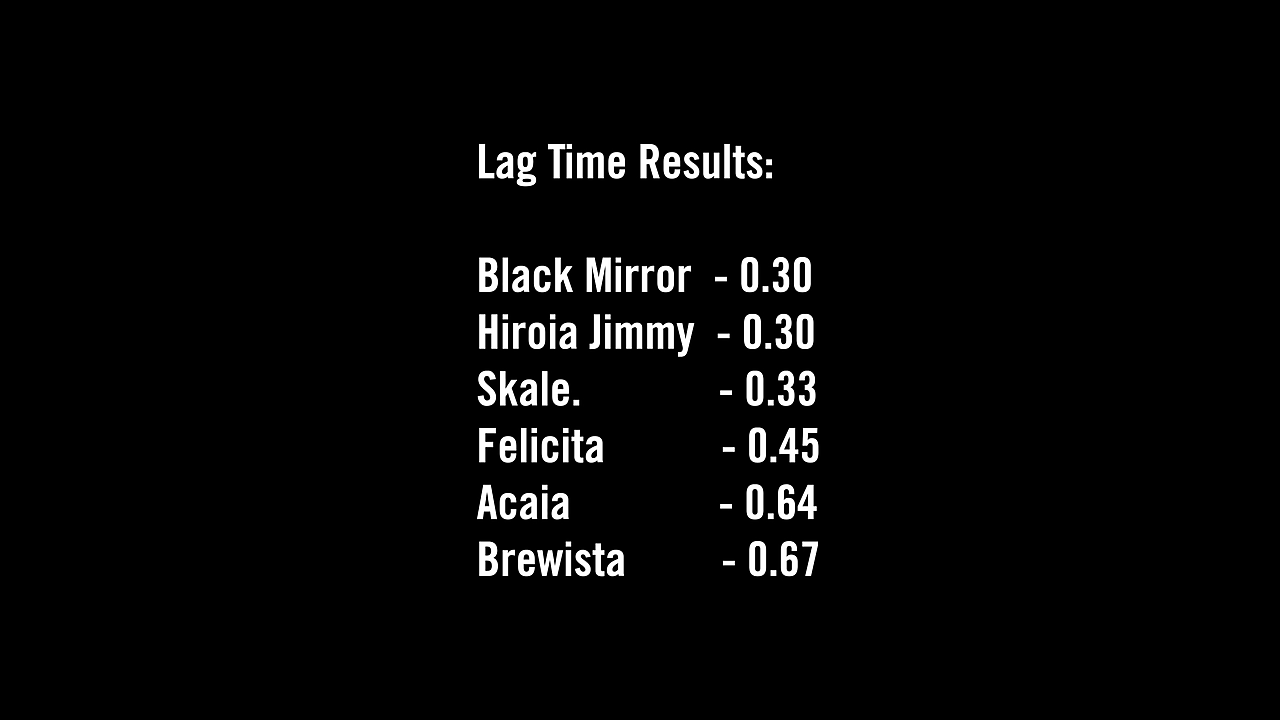 Lag Time Results:
Black Mirror - 0.30
Hiroia Jimmy - 0.30
Skale. - 0.33
Felicita - 0.45
Acaia - 0.64
Brewista - 0.67